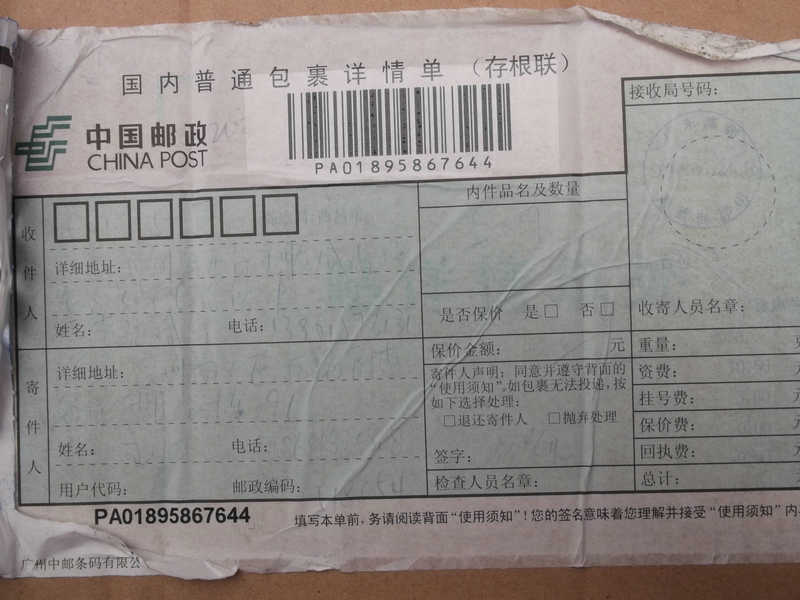 国内普通包裹详情单（存根联）
中国邮政
CHINA POST
PA01895867644
接收局号码：
收件人
详细地址：
姓名：　电话：
内件品名及数量
是否保价　是□　否□
收寄人员名章：
寄件人
详细地址：
姓名：　电话：
用户代码：　邮政编码：
保价金额：　元
寄件人声明：同意并遵守背面的
“使用须知”，如包裹无法投递，按
如下选择处理：
□退还寄件人　□抛弃处理
签字：
检查人员名章：
重量：
资费：
挂号费：
保价费：
回执费：
总计：
PA01895867644
填写本单前，务请阅读背面“使用须知”！您的签名意味着您理解并接受“使用须知”内
广州中邮条码有限公